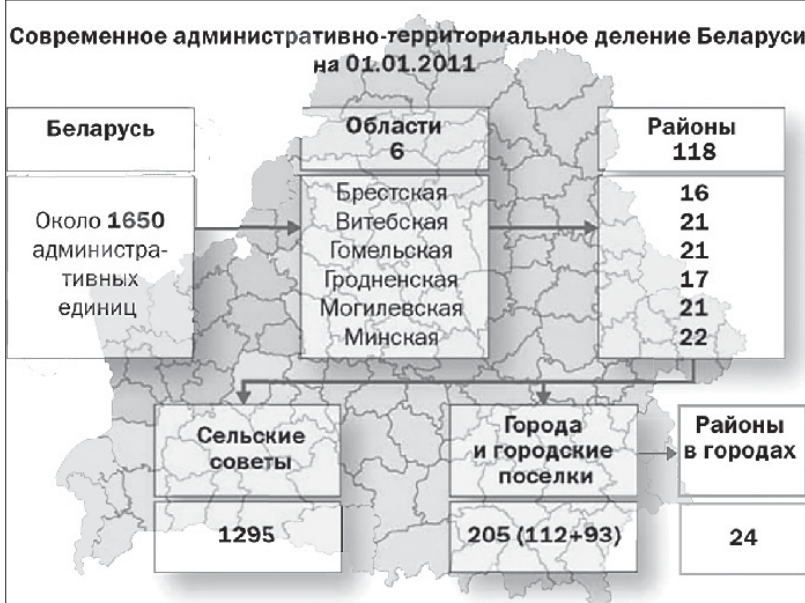 Современное административно-территориальное деление Беларуси
на 01.01.2011
Беларусь
Около 1650
административных
единиц
Области
6
Брестская
Витебская
Гомельская
Гродненская
Могилевская
Минская
Районы
118
16
21
21
17
21
22
Сельские
советы
1295
Города
и городские
поселки
205 (112+93)
Районы
в городах
24